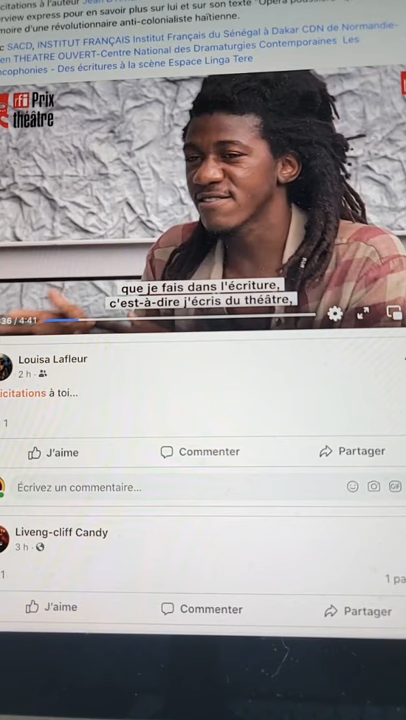 citations à l'auteur
rview express pour en savoir plus sur lui et sur son texte "Opéra
moire d'une révolutionnaire anti-colonialiste haïtienne.
c SACD, INSTITUT FRANÇAIS Institut Français du Sénégal à Dakar CDN de Normandie-
en THEATRE OUVERT-Centre National des Dramaturgies Contemporaines Les
ncophonies - Des écritures à la scène Espace Linga Tere
rfi Prix
théâtre
que je fais dans l'écriture,
c'est-à-dire j'écris du théâtre,
36 / 4:41
Louisa Lafleur
2 h
icitations à toi...
1
J'aime
Commenter
Partager
Écrivez un commentaire...
GIF
Liveng-cliff Candy
3 h
1
1 pa
J'aime
Commenter
Partager